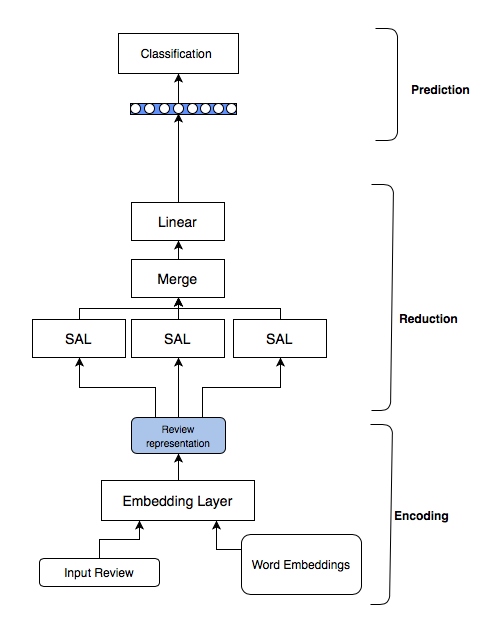 Classification
Prediction
Linear
Merge
Reduction
SAL
SAL
SAL
Review
representation
Embedding Layer
Encoding
Word Embeddings
Input Review